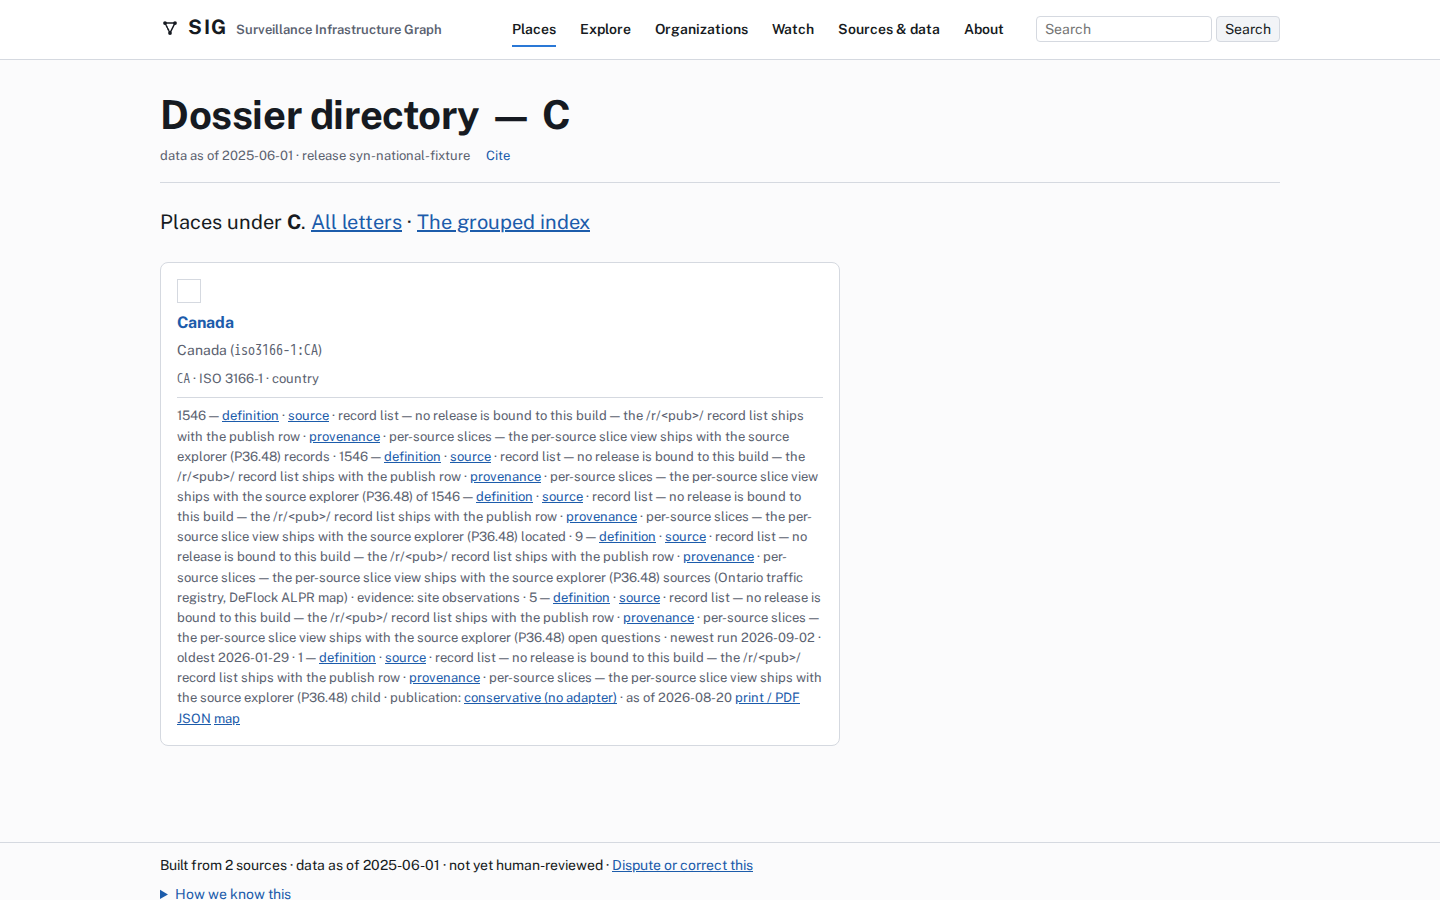 SIG Surveillance Infrastructure Graph Places Explore Organizations Watch Sources & data About Search Search
Dossier directory — C
data as of 2025-06-01 · release syn-national-fixture Cite
Places under C. All letters · The grouped index
Canada
Canada (iso3166-1:CA)
CA · ISO 3166-1 · country
1546 — definition · source · record list — no release is bound to this build — the /r/<pub>/ record list ships
with the publish row · provenance · per-source slices — the per-source slice view ships with the source
explorer (P36.48) records · 1546 — definition · source · record list — no release is bound to this build — the
/r/<pub>/ record list ships with the publish row · provenance · per-source slices — the per-source slice view
ships with the source explorer (P36.48) of 1546 — definition · source · record list — no release is bound to
this build — the /r/<pub>/ record list ships with the publish row · provenance · per-source slices — the per-
source slice view ships with the source explorer (P36.48) located · 9 — definition · source · record list — no
release is bound to this build — the /r/<pub>/ record list ships with the publish row · provenance · per-
source slices — the per-source slice view ships with the source explorer (P36.48) sources (Ontario traffic
registry, DeFlock ALPR map) · evidence: site observations · 5 — definition · source · record list — no release is
bound to this build — the /r/<pub>/ record list ships with the publish row · provenance · per-source slices —
the per-source slice view ships with the source explorer (P36.48) open questions · newest run 2026-09-02 ·
oldest 2026-01-29 · 1 — definition · source · record list — no release is bound to this build — the /r/<pub>/
record list ships with the publish row · provenance · per-source slices — the per-source slice view ships with
the source explorer (P36.48) child · publication: conservative (no adapter) · as of 2026-08-20 print / PDF
JSON map
Built from 2 sources · data as of 2025-06-01 · not yet human-reviewed · Dispute or correct this
How we know this